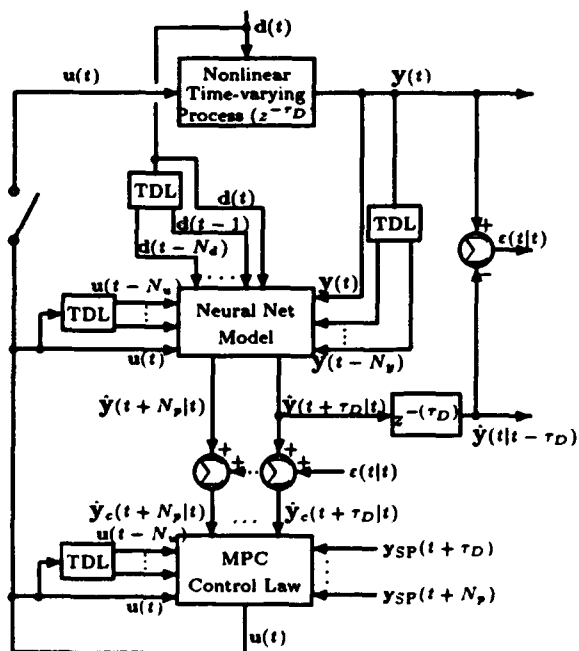 d(t)
u(t)
y(t)
Nonlinear
Time-varying
Process (z^{-τ_D}
TDL
d(t)
d(t − 1)
d(t − N_d)
TDL
+
ε(t|t)
Σ
−
...
u(t − N_u)
y(t)
TDL
Neural Net
Model
u(t)
y(t − N_y)
ŷ(t + N_p|t)
ŷ(t + τ_D|t)
z^{−(τ_D)}
ŷ(t|t − τ_D)
+
+
Σ
+
...
+
Σ
ε(t|t)
ŷ_c(t + N_p|t)
...
ŷ_c(t + τ_D|t)
u(t − N_u)
TDL
MPC
Control Law
y_SP(t + τ_D)
u(t)
y_SP(t + N_p)
u(t)